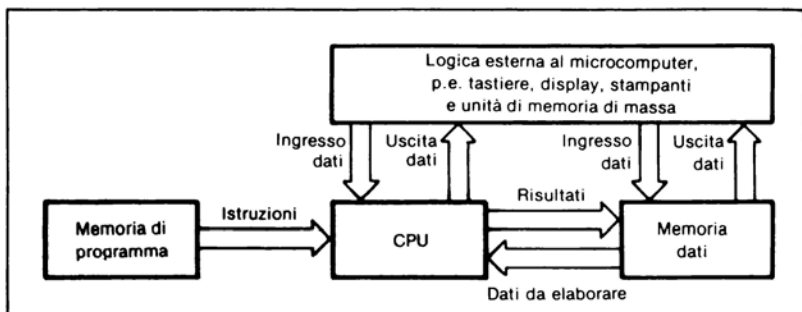 Logica esterna al microcomputer,
p.e. tastiere, display, stampanti
e unità di memoria di massa
Ingresso
dati
Uscita
dati
Ingresso
dati
Uscita
dati
Memoria di
programma
Istruzioni
CPU
Risultati
Memoria
dati
Dati da elaborare